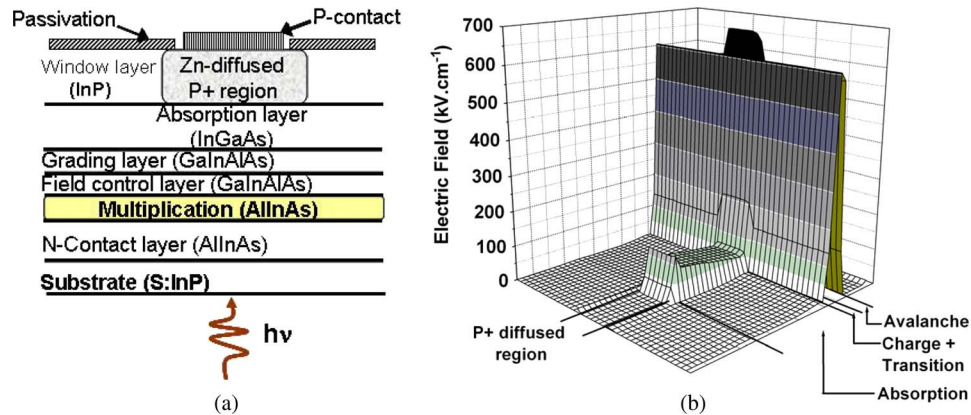 Passivation
P-contact
Window layer
(InP)
Zn-diffused
P+ region
Absorption layer
(InGaAs)
Grading layer (GaInAlAs)
Field control layer (GaInAlAs)
Multiplication (AlInAs)
N-Contact layer (AlInAs)
Substrate (S:InP)
hν
(a)
Electric Field (kV.cm⁻¹)
700
600
500
400
300
200
100
0
P+ diffused
region
Avalanche
Charge +
Transition
Absorption
(b)